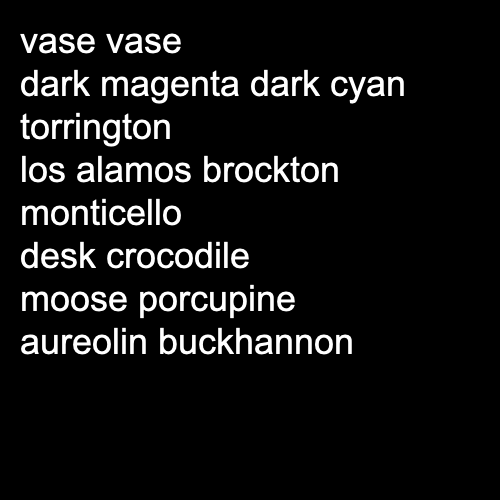 vase vase
dark magenta dark cyan
torrington
los alamos brockton
monticello
desk crocodile
moose porcupine
aureolin buckhannon